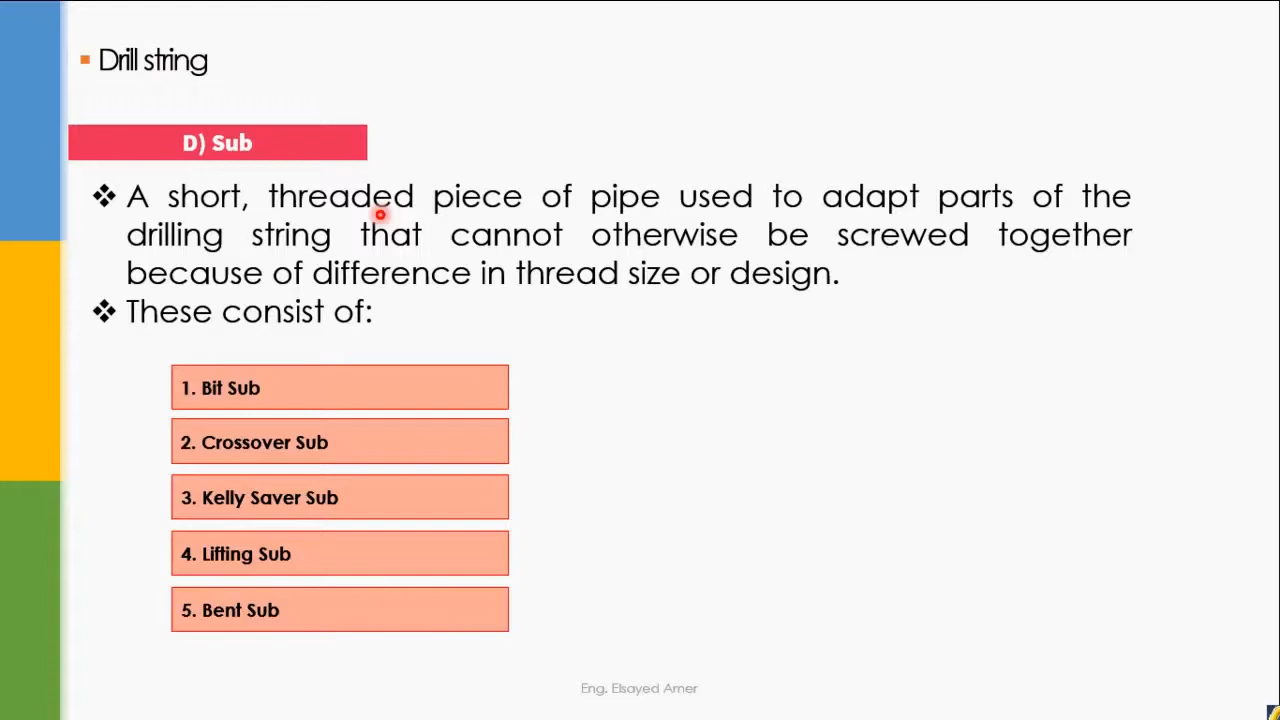 Drill string
D) Sub
A short, threaded piece of pipe used to adapt parts of the
drilling string that cannot otherwise be screwed together
because of difference in thread size or design.
These consist of:
1. Bit Sub
2. Crossover Sub
3. Kelly Saver Sub
4. Lifting Sub
5. Bent Sub
Eng. Elsayed Amer